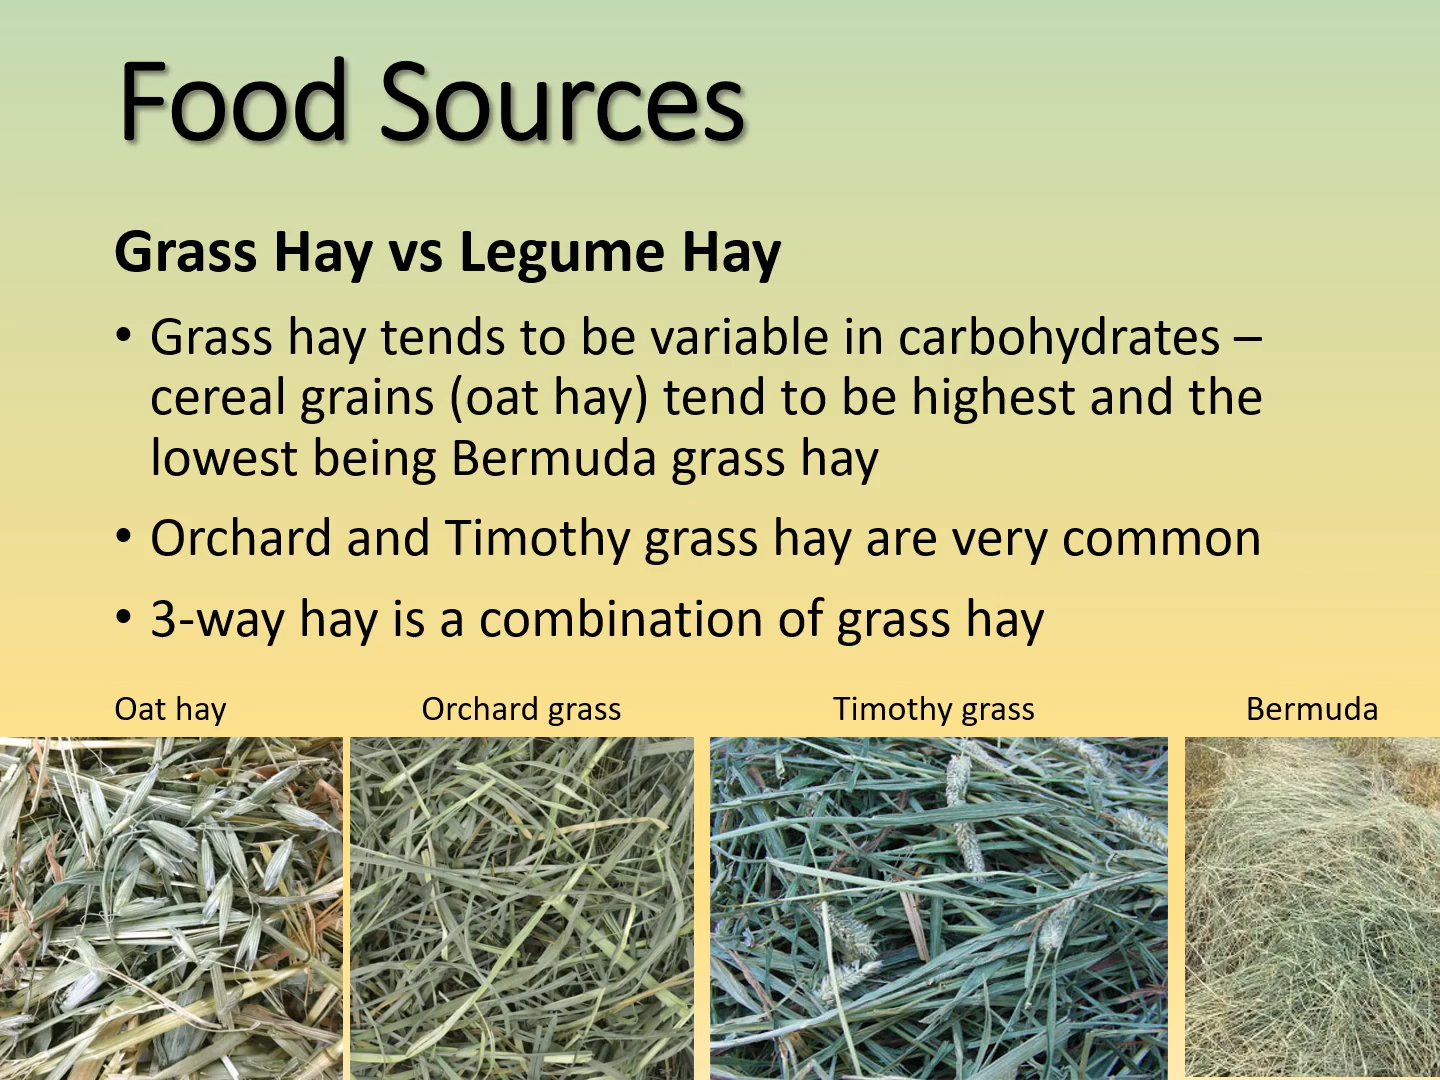 Food Sources
Grass Hay vs Legume Hay
• Grass hay tends to be variable in carbohydrates –
cereal grains (oat hay) tend to be highest and the
lowest being Bermuda grass hay
• Orchard and Timothy grass hay are very common
• 3-way hay is a combination of grass hay
Oat hay Orchard grass Timothy grass Bermuda